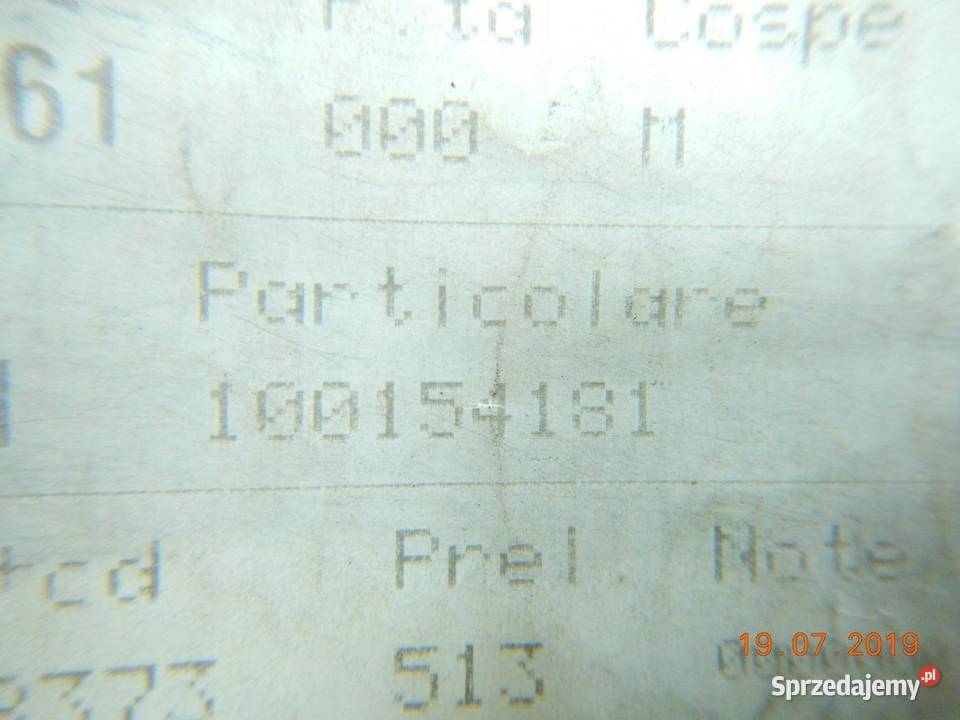 Cospe
61 000 M
Particolare
100154181
Prel Note
513
19.07.2019
Sprzedajemy.pl